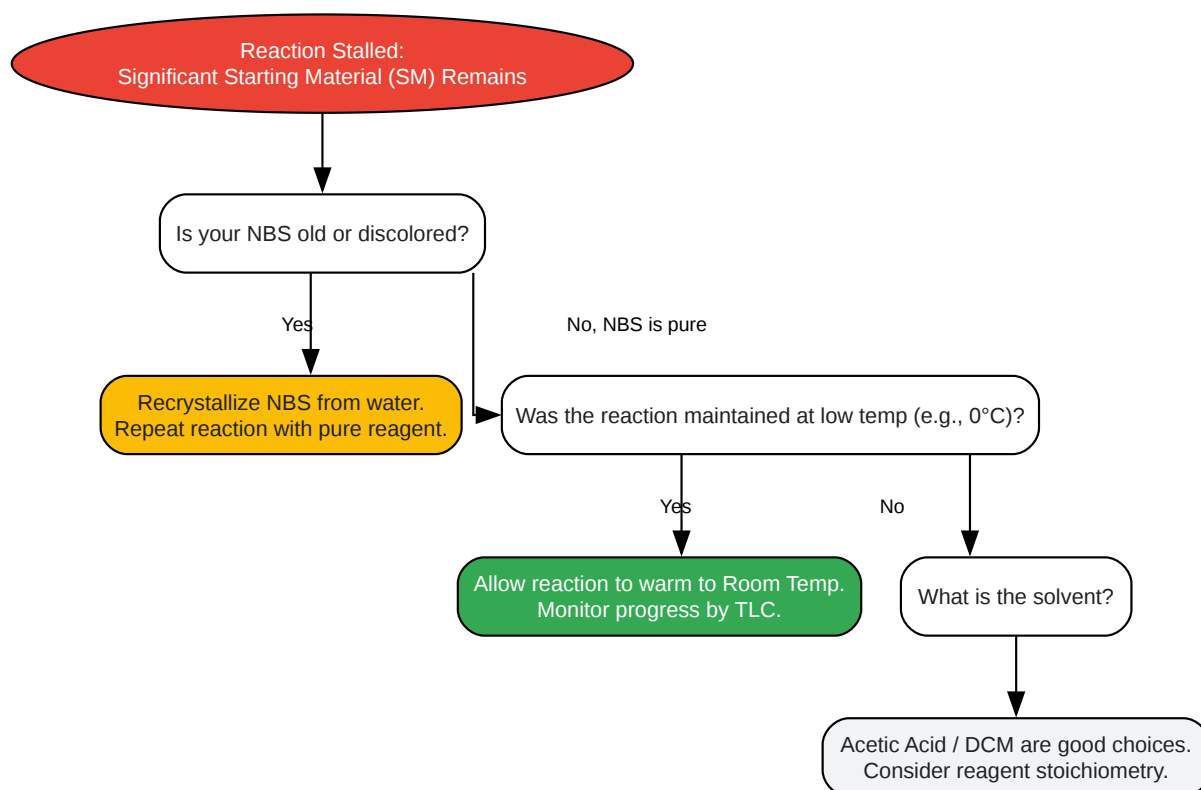 Reaction Stalled:
Significant Starting Material (SM) Remains
Is your NBS old or discolored?
Yes
No, NBS is pure
Recrystallize NBS from water.
Repeat reaction with pure reagent.
Was the reaction maintained at low temp (e.g., 0°C)?
Yes
No
Allow reaction to warm to Room Temp.
Monitor progress by TLC.
What is the solvent?
Acetic Acid / DCM are good choices.
Consider reagent stoichiometry.